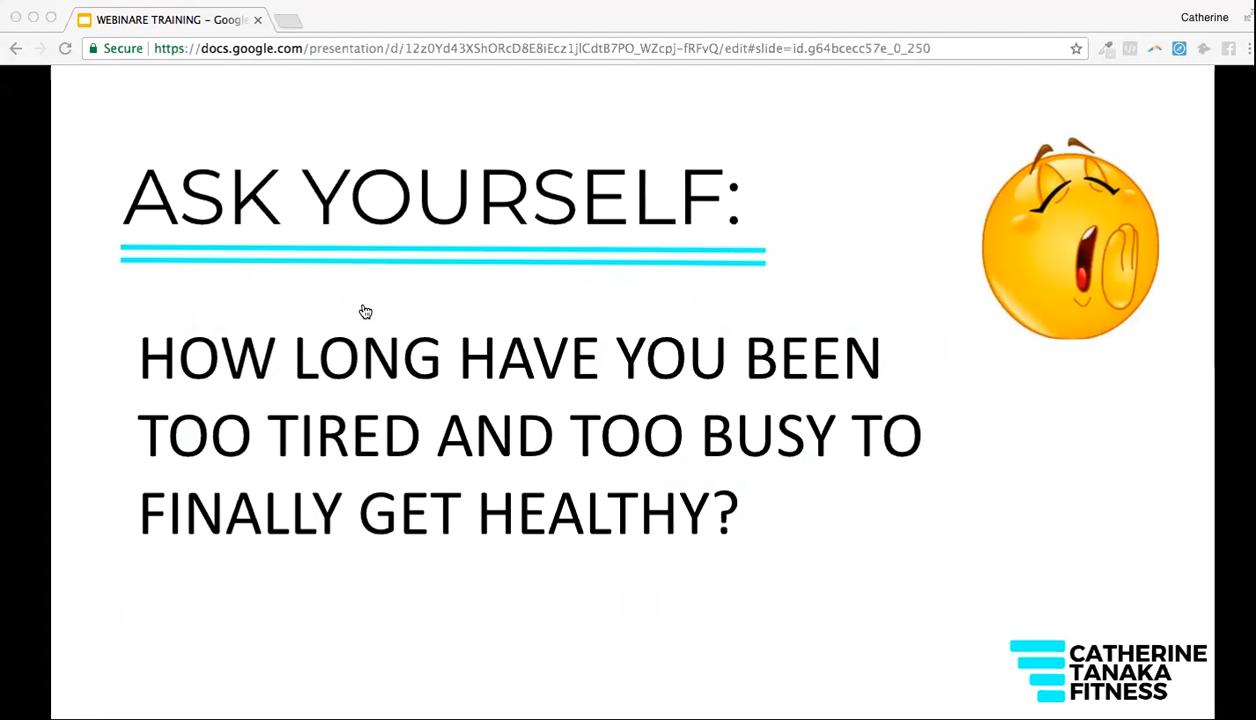 WEBINARE TRAINING - Google
Catherine
Secure https://docs.google.com/presentation/d/12z0Yd43XShORcD8E8iEcz1jlCdtB7PO_WZcpj-fRFvQ/edit#slide=id.g64bcecc57e_0_250
ASK YOURSELF:
HOW LONG HAVE YOU BEEN
TOO TIRED AND TOO BUSY TO
FINALLY GET HEALTHY?
CATHERINE
TANAKA
FITNESS